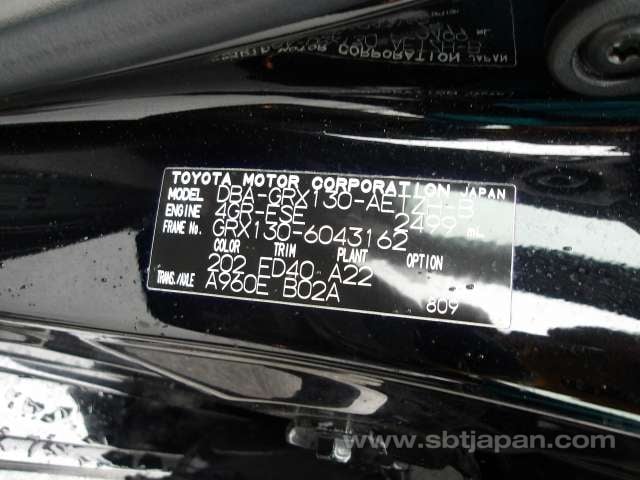 TOYOTA MOTOR CORPORATION JAPAN
MODEL DBA-GRX130-AETZH-B
ENGINE 4GR-FSE 2499 mL
FRAME No. GRX130-6043162
COLOR TRIM PLANT OPTION
202 FD40 A22
TRANS./AXLE A960E B02A
809
www.sbtjapan.com